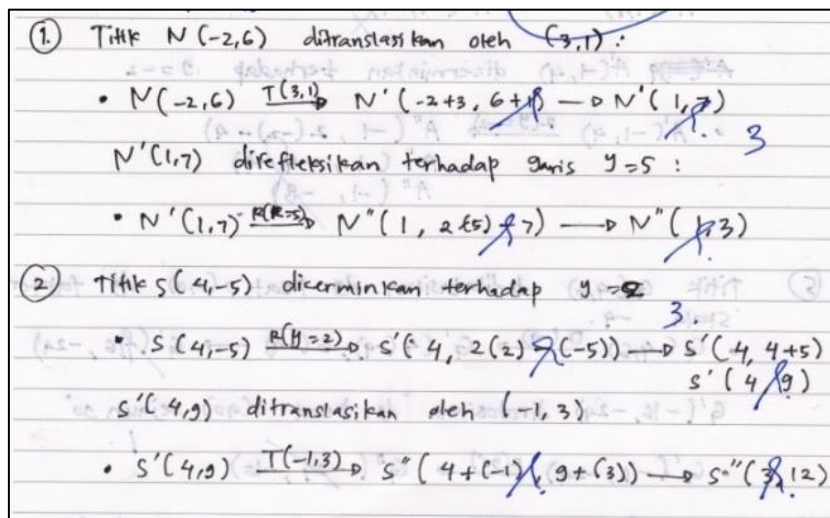 1. Titik N (-2,6) ditranslasikan oleh (3,1) :
• N(-2,6) T(3,1)→ N' (-2+3, 6+1) → N' (1, 7)
3
N' (1,7) direfleksikan terhadap garis y=5 :
• N' (1,7) R(k=5)→ N" (1, 2(5)-7) → N" (1,3)
2 Titik S(4,-5) dicerminkan terhadap y=2
3.
• S(4,-5) R(y=2)→ S' (4, 2(2)-(-5)) → S' (4, 4+5)
S' (4, 9)
S' (4,9) ditranslasikan oleh (-1, 3)
• S' (4,9) T(-1,3)→ S" (4+(-1), 9+(3)) → S" (3, 12)